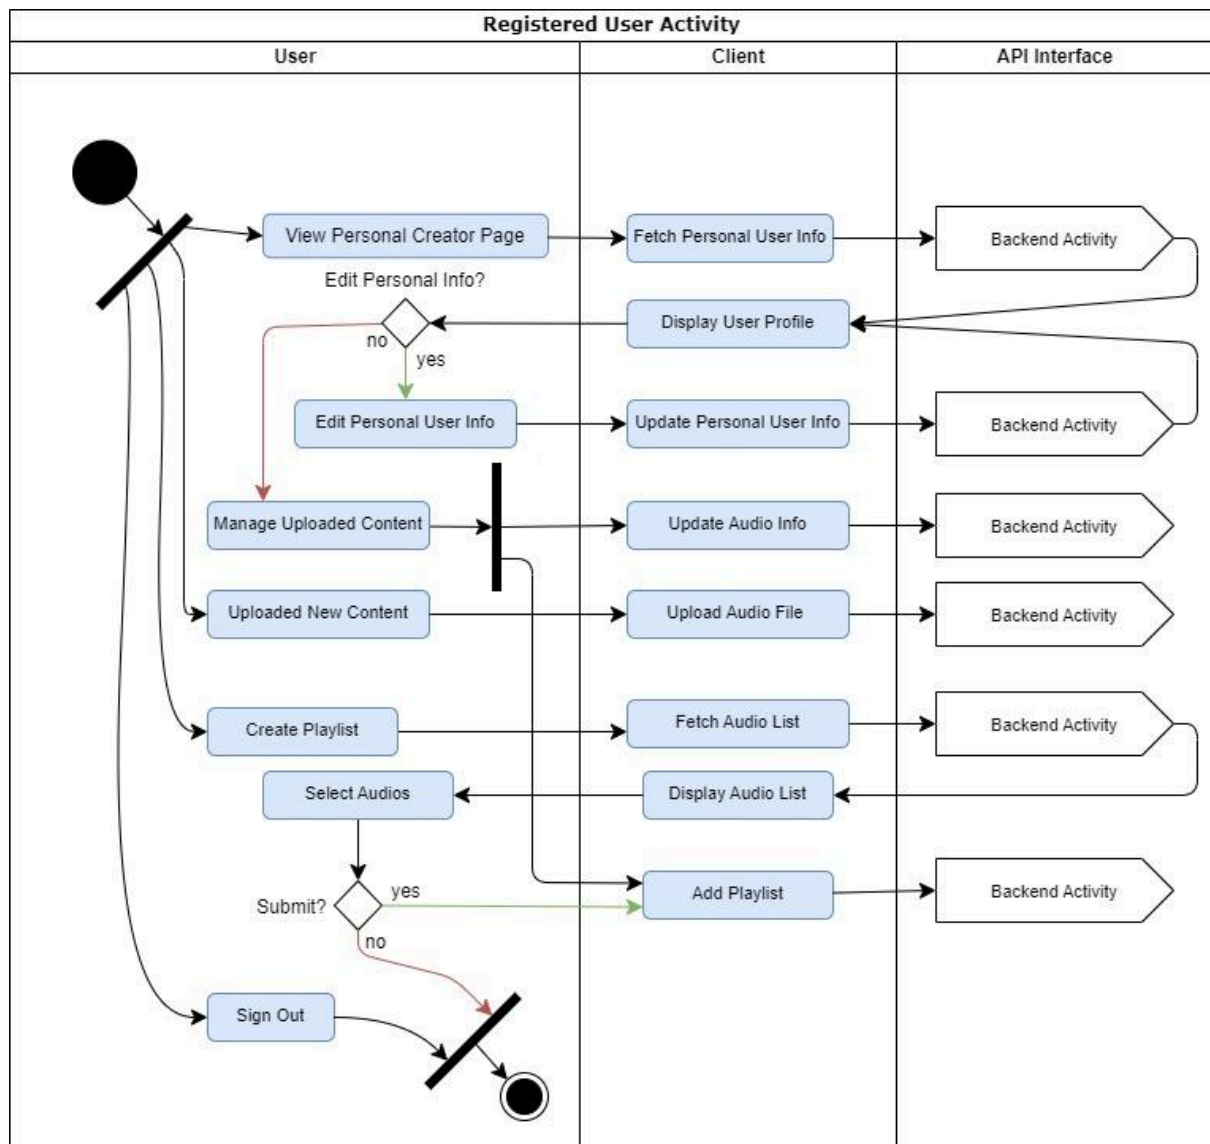 Registered User Activity
User
Client
API Interface
View Personal Creator Page
Fetch Personal User Info
Backend Activity
Edit Personal Info?
Display User Profile
no
yes
Edit Personal User Info
Update Personal User Info
Backend Activity
Manage Uploaded Content
Update Audio Info
Backend Activity
Uploaded New Content
Upload Audio File
Backend Activity
Create Playlist
Fetch Audio List
Backend Activity
Select Audios
Display Audio List
Submit?
yes
no
Add Playlist
Backend Activity
Sign Out